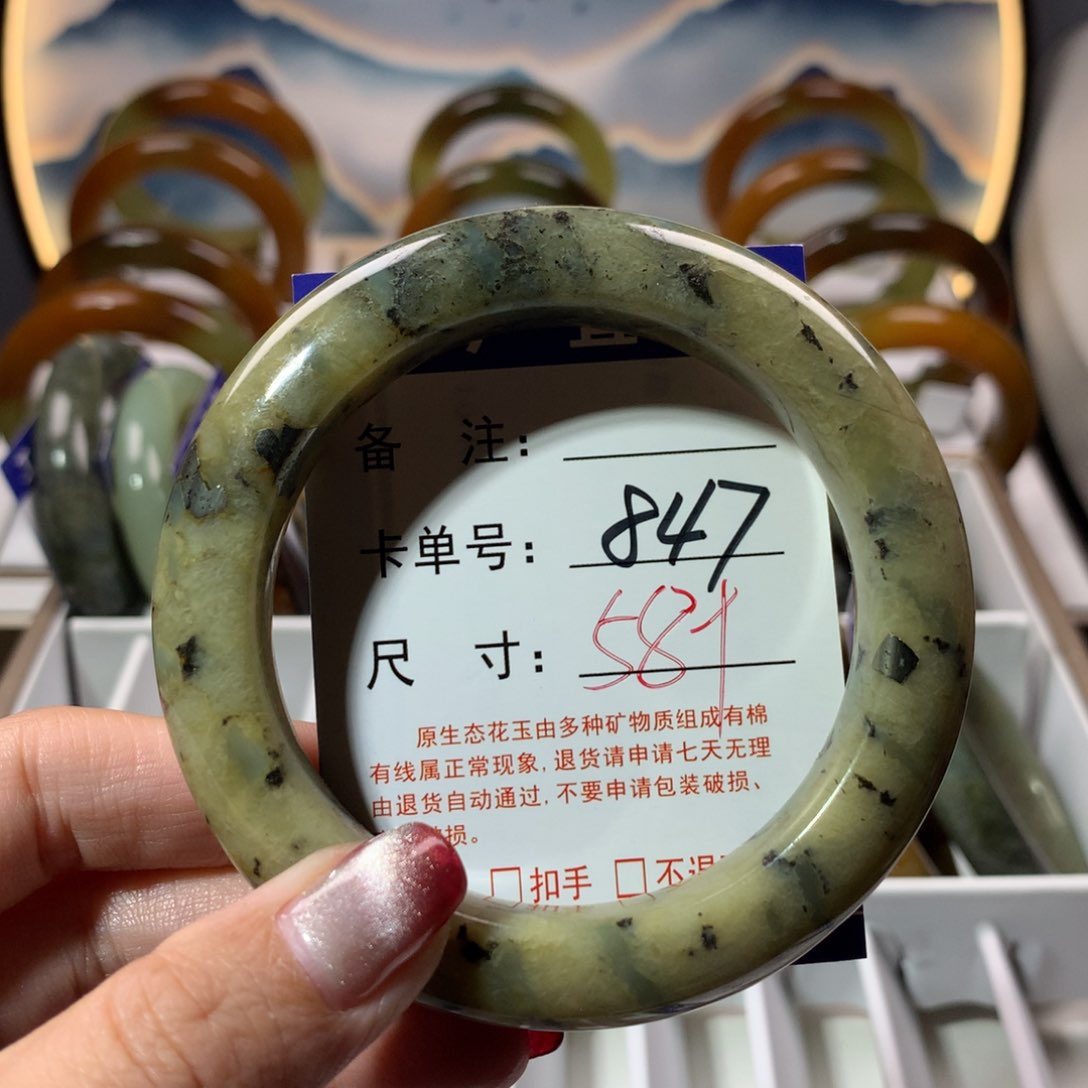 备 注:
卡单号: 847
尺 寸: 58
原生态花玉由多种矿物质组成有棉
有线属正常现象,退货请申请七天无理
由退货自动通过,不要申请包装破损、
损。
□扣手 □不退